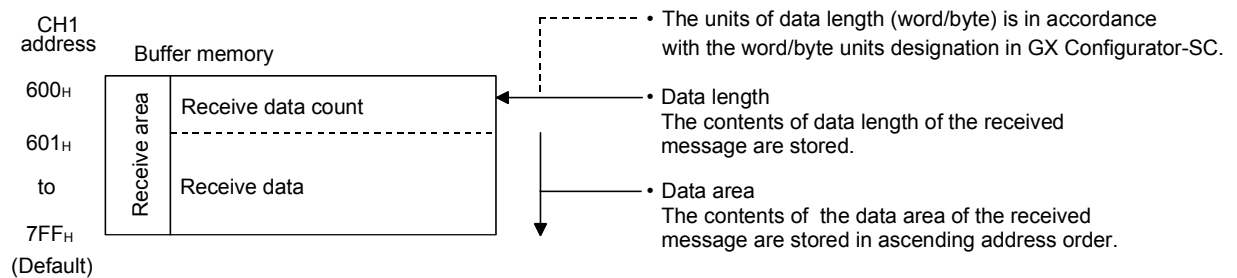 CH1
address
Buffer memory
600H
601H
to
7FFH
(Default)
Receive area
Receive data count
Receive data
• The units of data length (word/byte) is in accordance
with the word/byte units designation in GX Configurator-SC.
• Data length
The contents of data length of the received
message are stored.
• Data area
The contents of the data area of the received
message are stored in ascending address order.